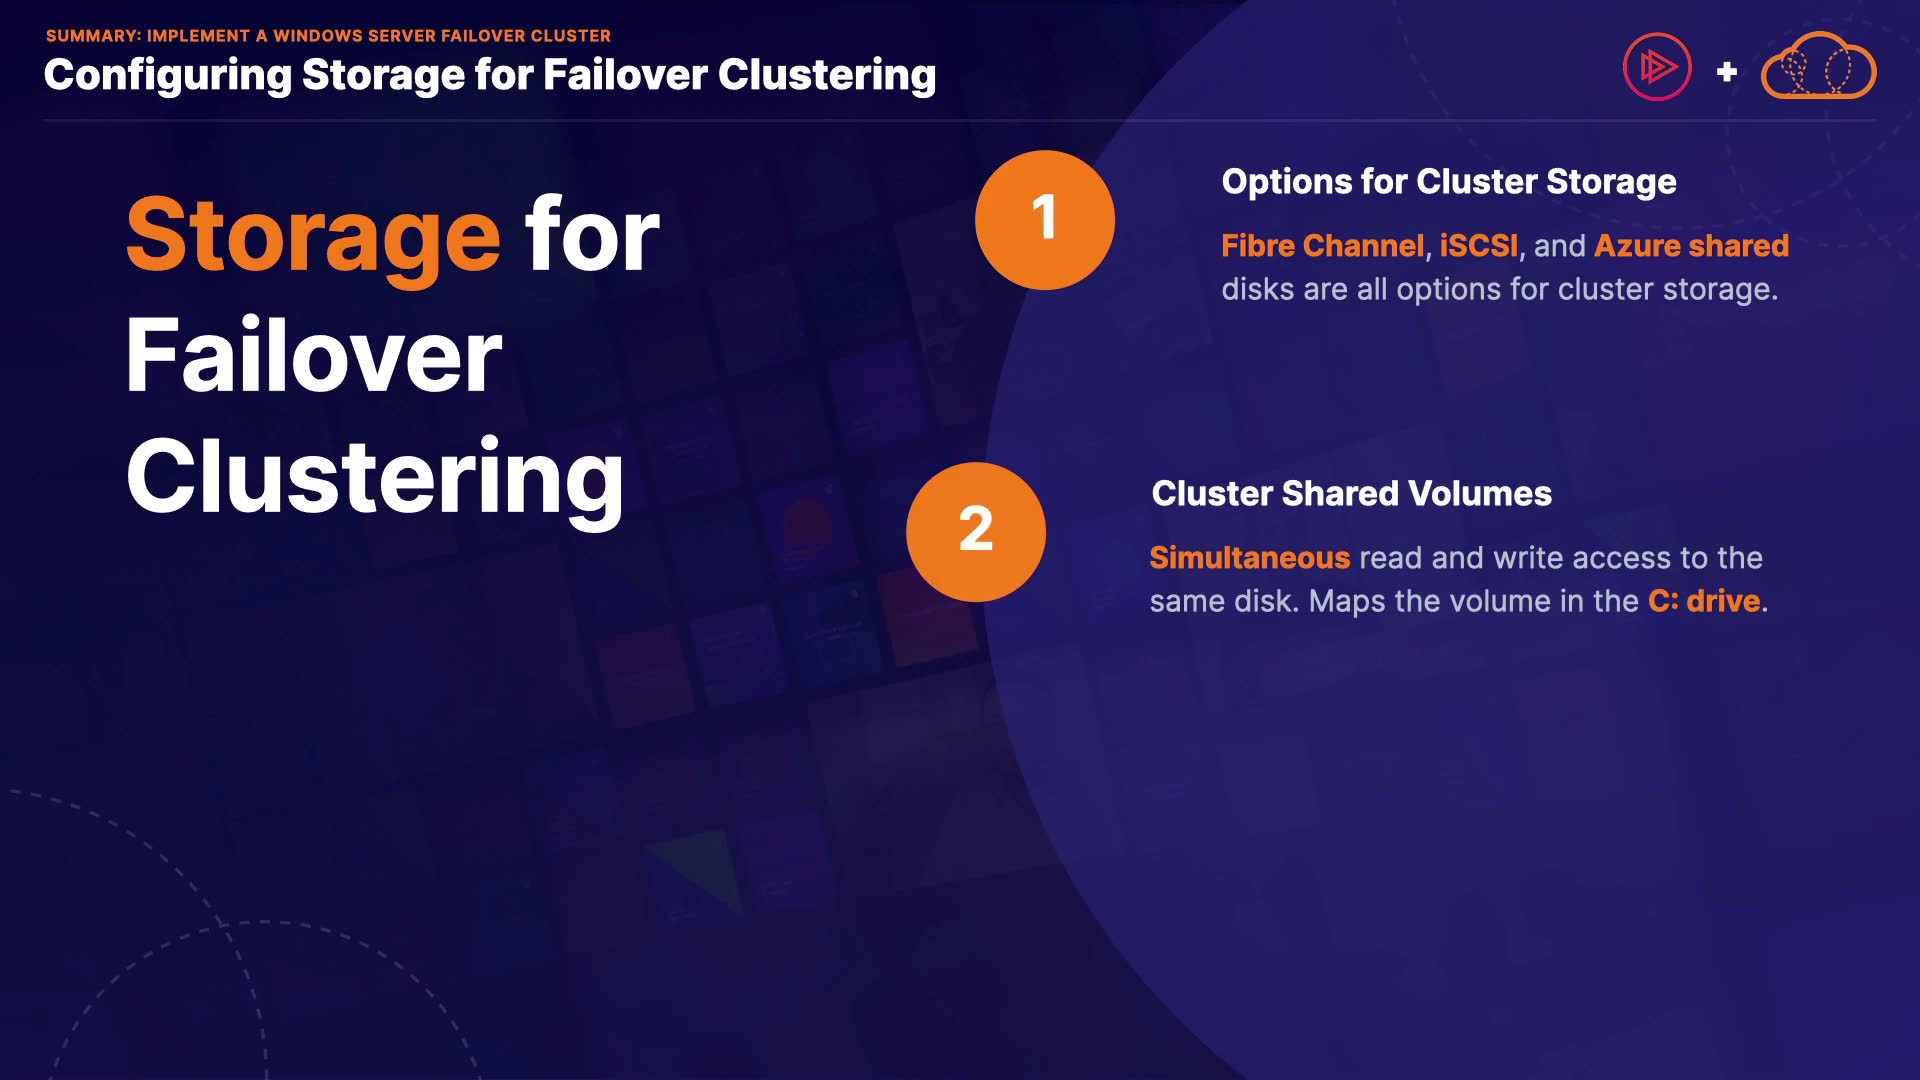 SUMMARY: IMPLEMENT A WINDOWS SERVER FAILOVER CLUSTER
Configuring Storage for Failover Clustering
Storage for
Failover
Clustering
1
Options for Cluster Storage
Fibre Channel, iSCSI, and Azure shared
disks are all options for cluster storage.
2
Cluster Shared Volumes
Simultaneous read and write access to the
same disk. Maps the volume in the C: drive.